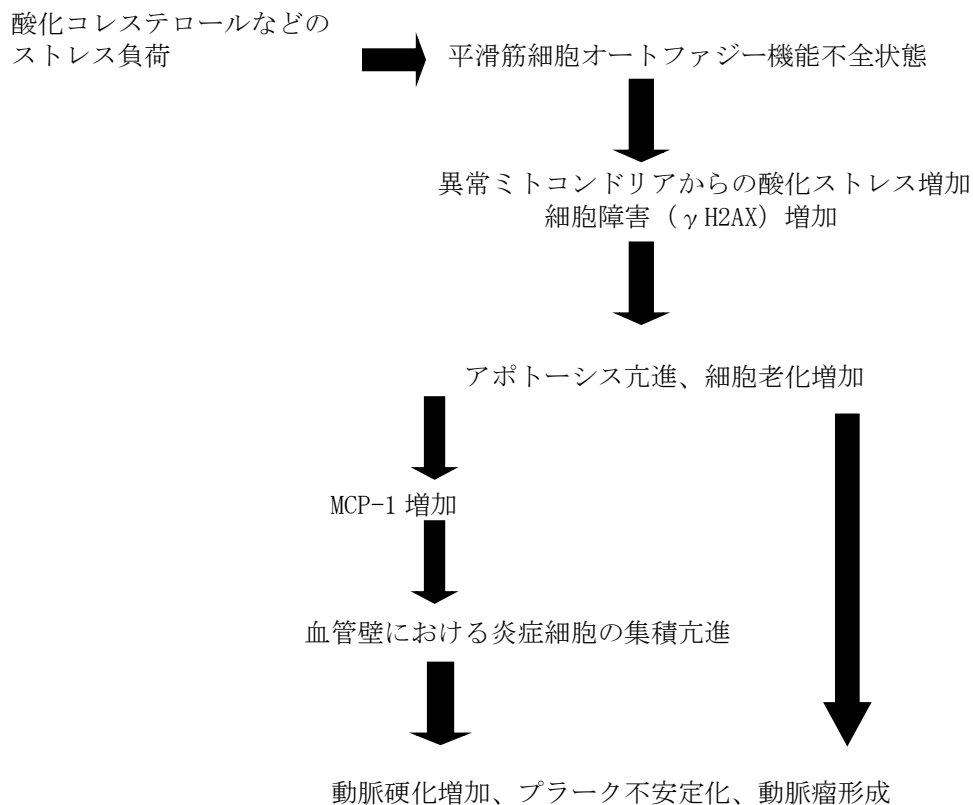 酸化コレステロールなどの
ストレス負荷
平滑筋細胞オートファジー機能不全状態
異常ミトコンドリアからの酸化ストレス増加
細胞障害（γH2AX）増加
アポトーシス亢進、細胞老化増加
MCP-1 増加
血管壁における炎症細胞の集積亢進
動脈硬化増加、プラーク不安定化、動脈瘤形成